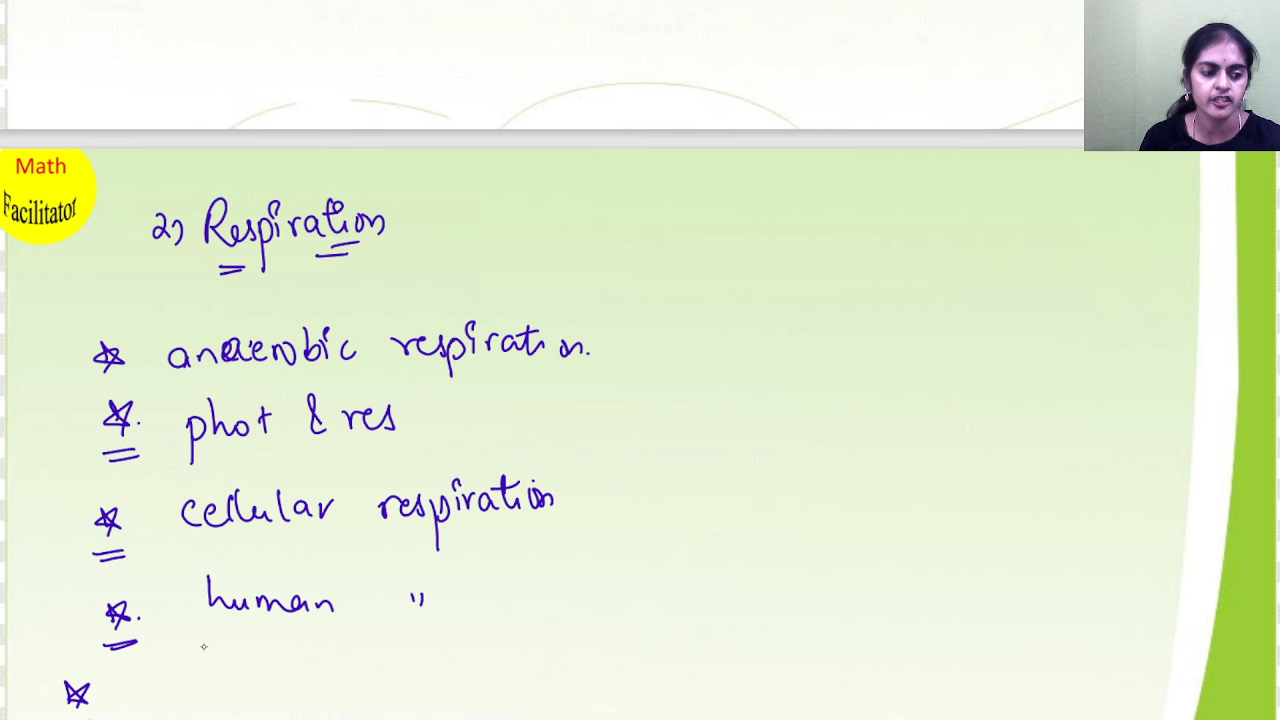 Math
Facilitator
2) Respiration
anaerobic respiration.
phot & res
cellular respiration
human "